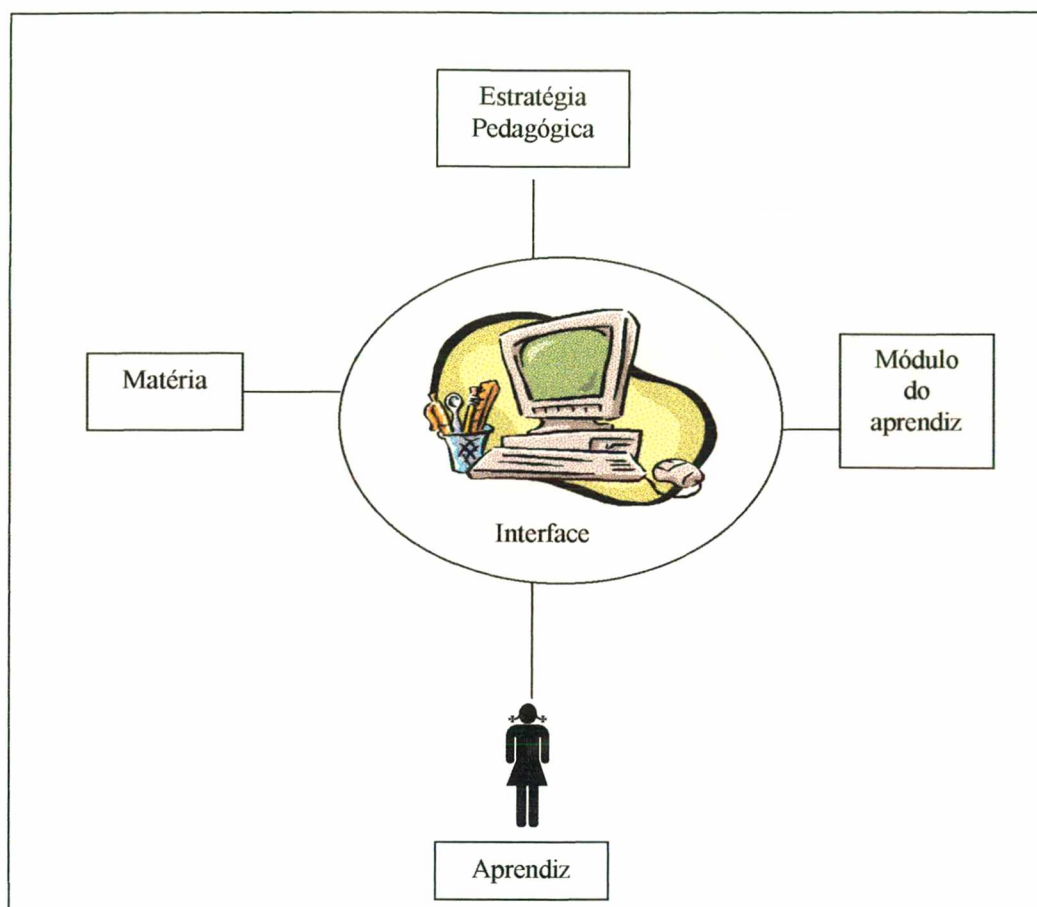 Estratégia
Pedagógica
Matéria
Módulo
do
aprendiz
Interface
Aprendiz